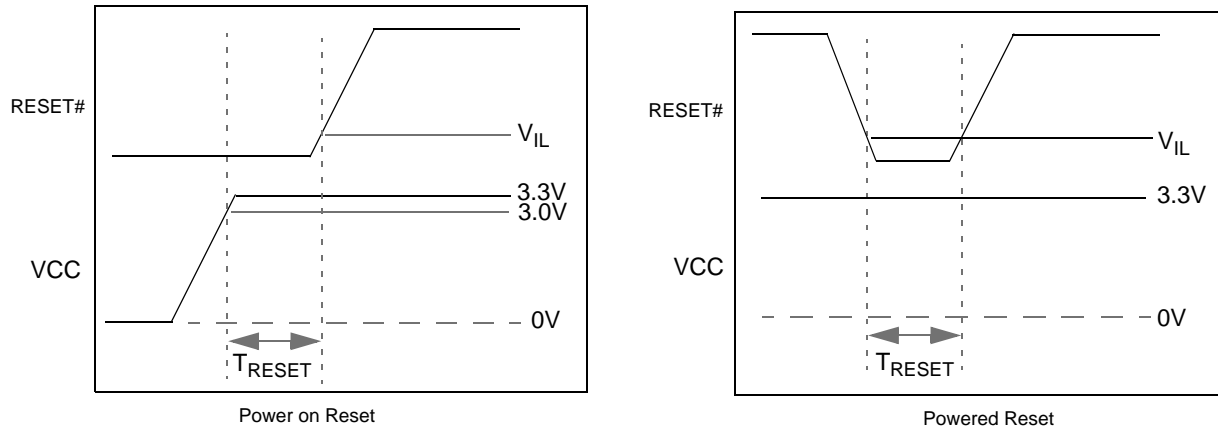 RESET#
VIL
3.3V
3.0V
VCC
0V
TRESET
Power on Reset
RESET#
VIL
3.3V
VCC
0V
TRESET
Powered Reset